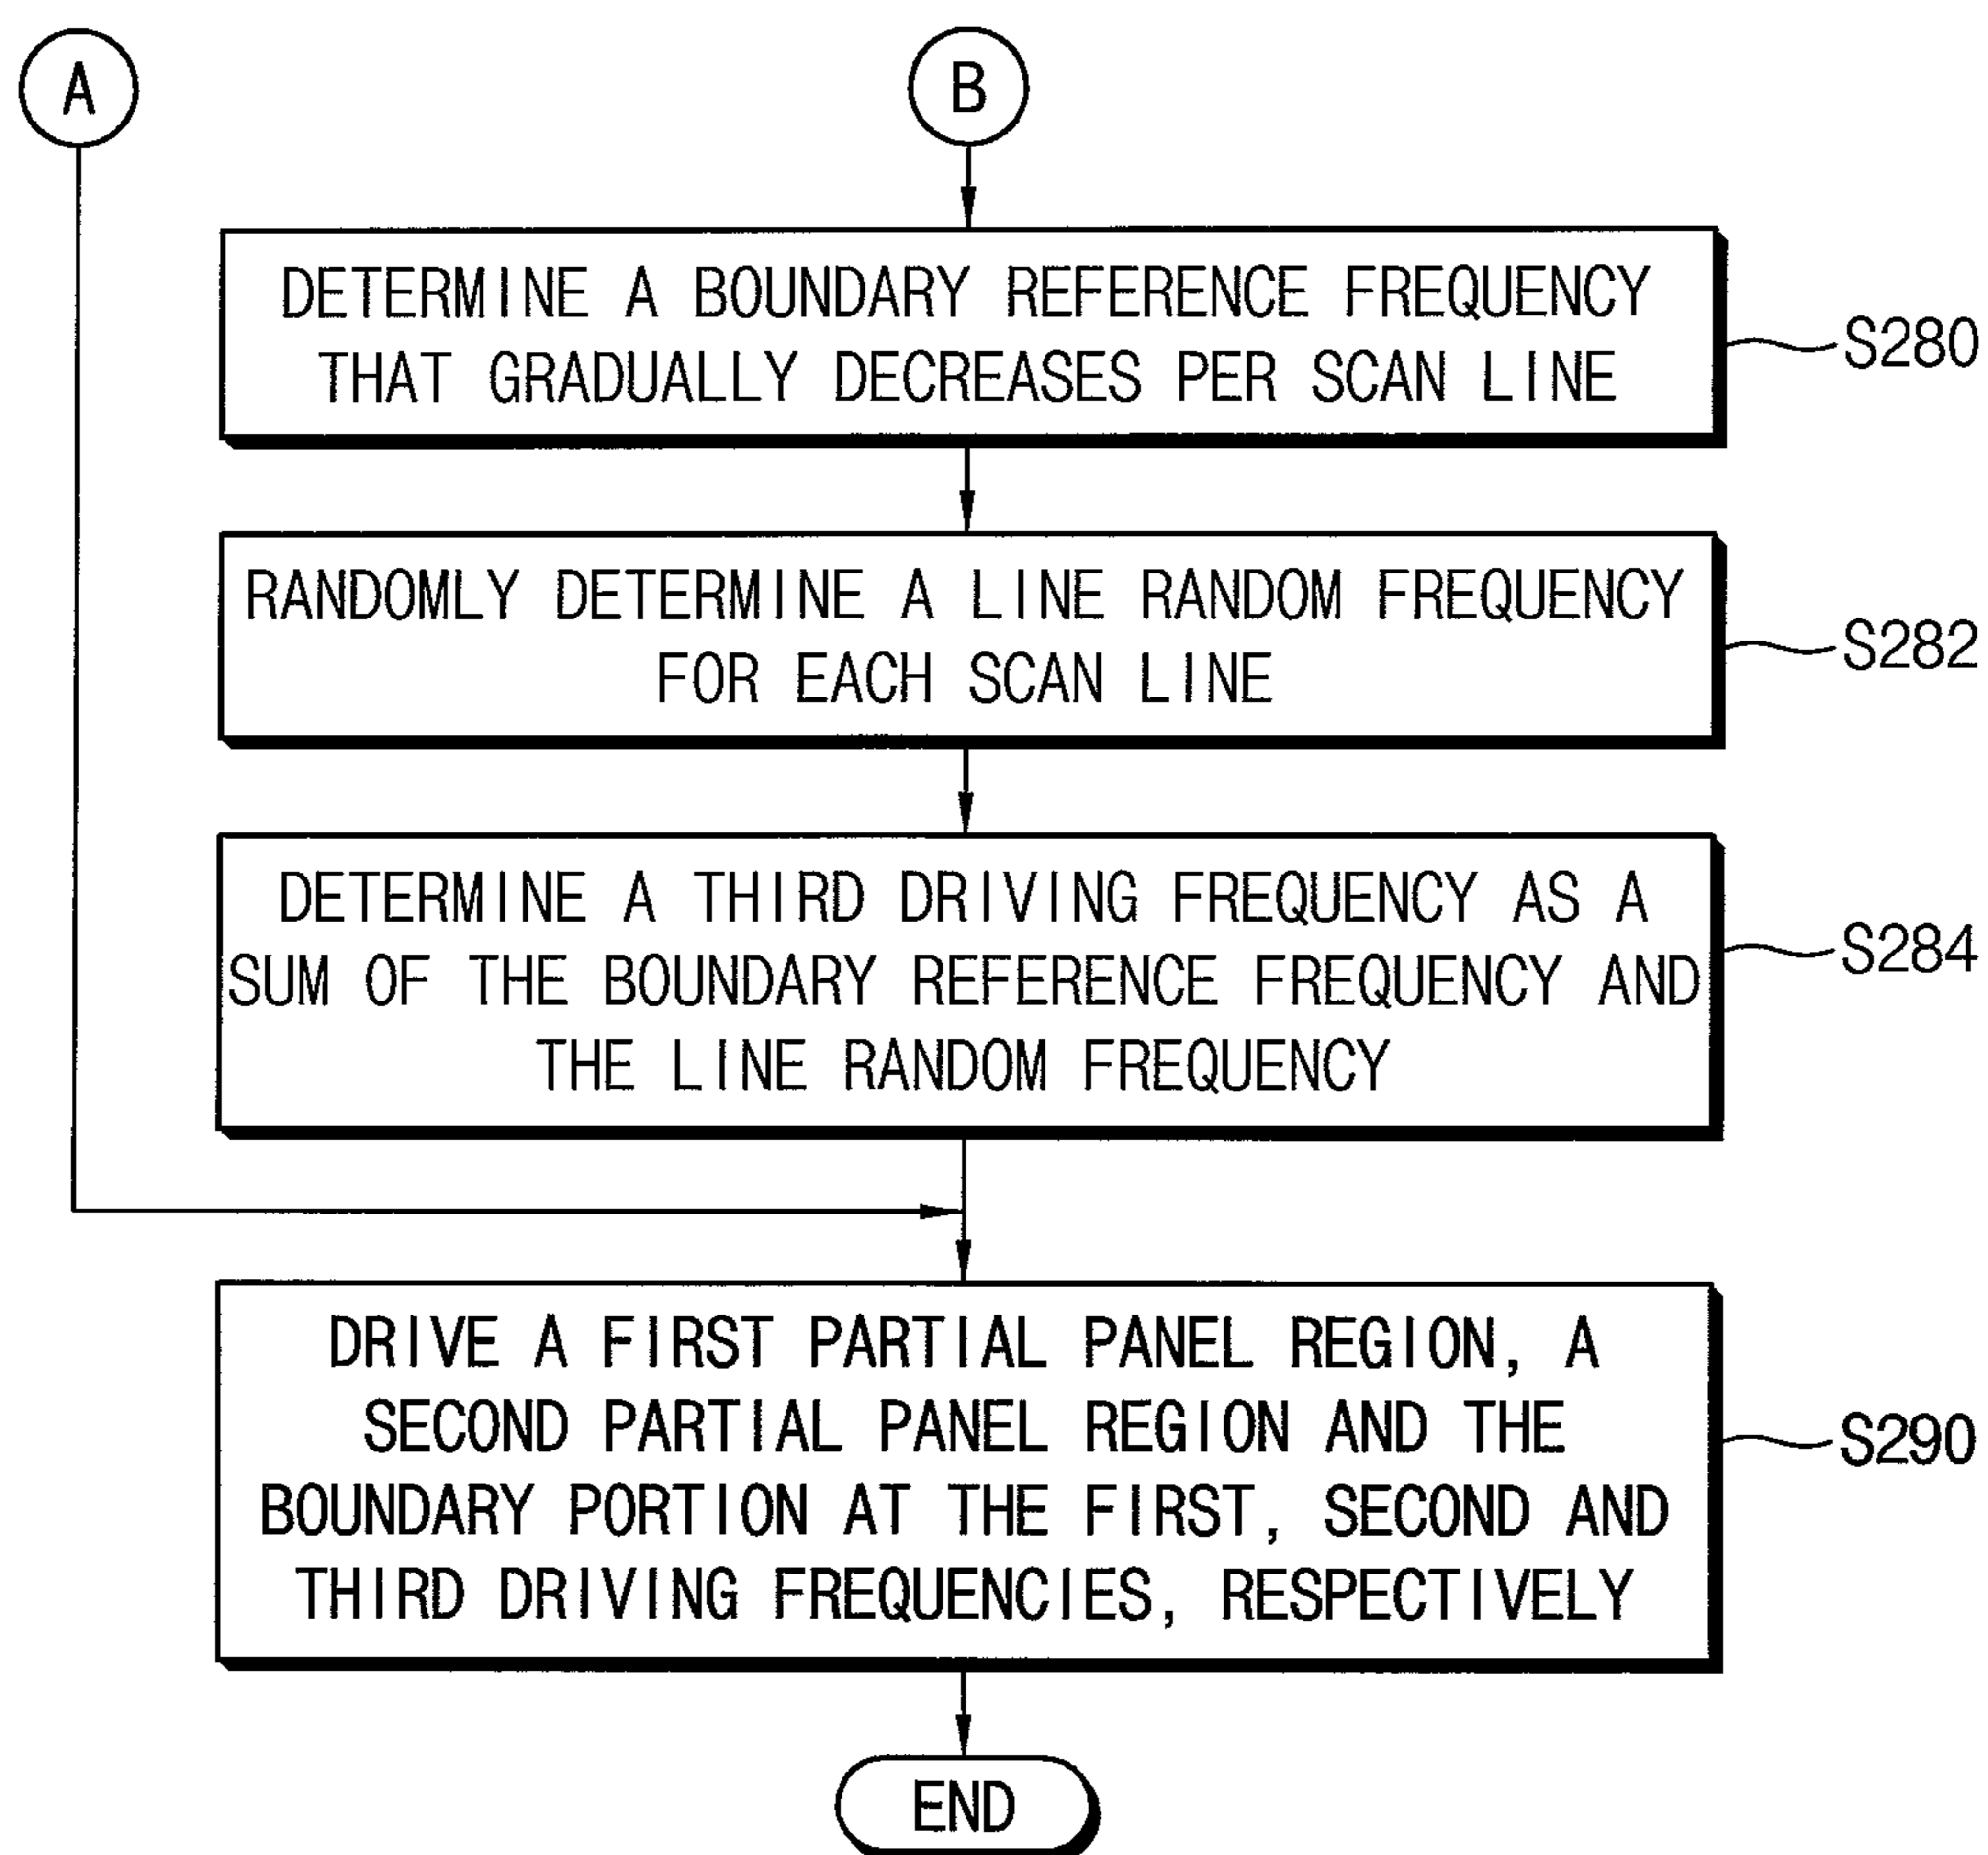 A
B
DETERMINE A BOUNDARY REFERENCE FREQUENCY
THAT GRADUALLY DECREASES PER SCAN LINE
S280
RANDOMLY DETERMINE A LINE RANDOM FREQUENCY
FOR EACH SCAN LINE
S282
DETERMINE A THIRD DRIVING FREQUENCY AS A
SUM OF THE BOUNDARY REFERENCE FREQUENCY AND
THE LINE RANDOM FREQUENCY
S284
DRIVE A FIRST PARTIAL PANEL REGION, A
SECOND PARTIAL PANEL REGION AND THE
BOUNDARY PORTION AT THE FIRST, SECOND AND
THIRD DRIVING FREQUENCIES, RESPECTIVELY
S290
END